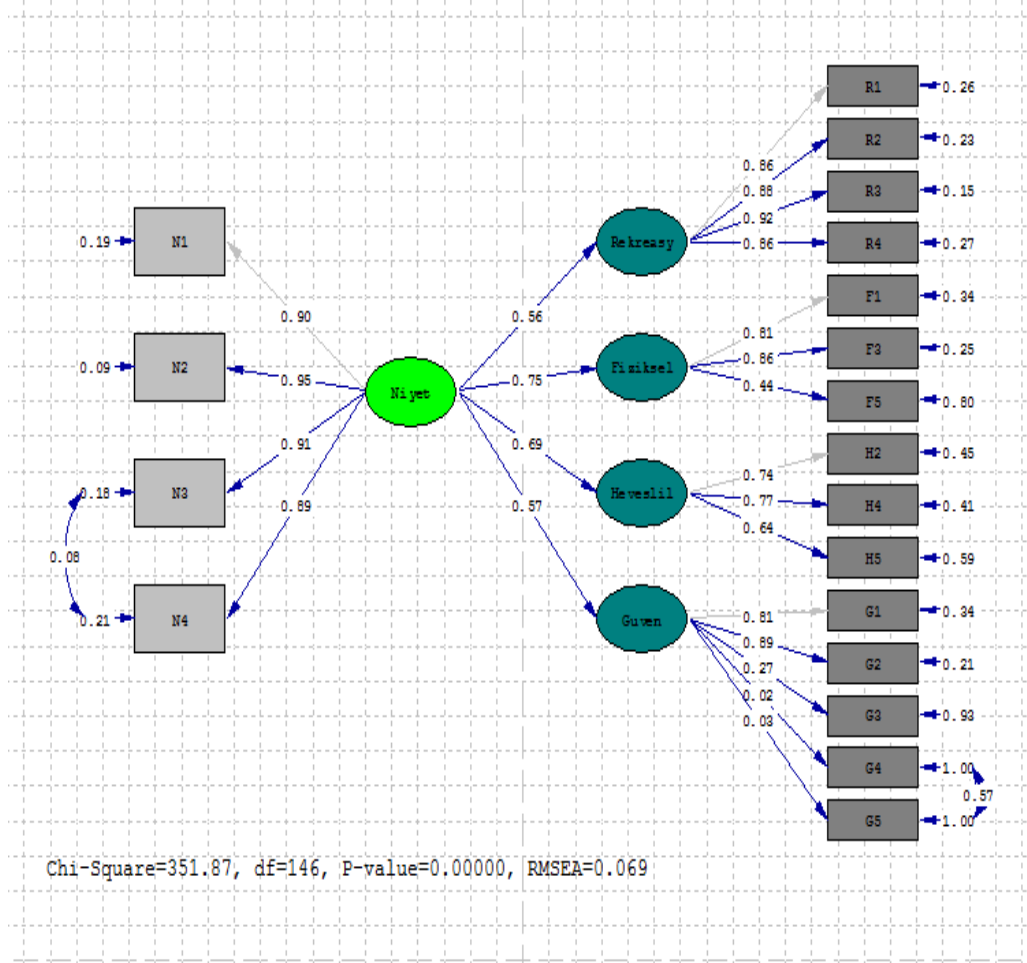 R1
0.26
R2
0.23
0.86
0.88
R3
0.15
0.92
0.19
N1
Rekreasy
0.86
R4
0.27
F1
0.34
0.90
0.56
0.81
F3
0.25
0.09
N2
0.95
0.75
Fiziksel
0.86
0.44
Niyet
F5
0.80
0.91
0.69
H2
0.45
0.74
0.18
N3
0.89
0.57
Heveslil
0.77
H4
0.41
0.64
0.08
H5
0.59
0.21
N4
Guven
0.81
G1
0.34
0.89
G2
0.21
0.27
0.02
0.03
G3
0.93
G4
1.00
0.57
G5
1.00
Chi-Square=351.87, df=146, P-value=0.00000, RMSEA=0.069